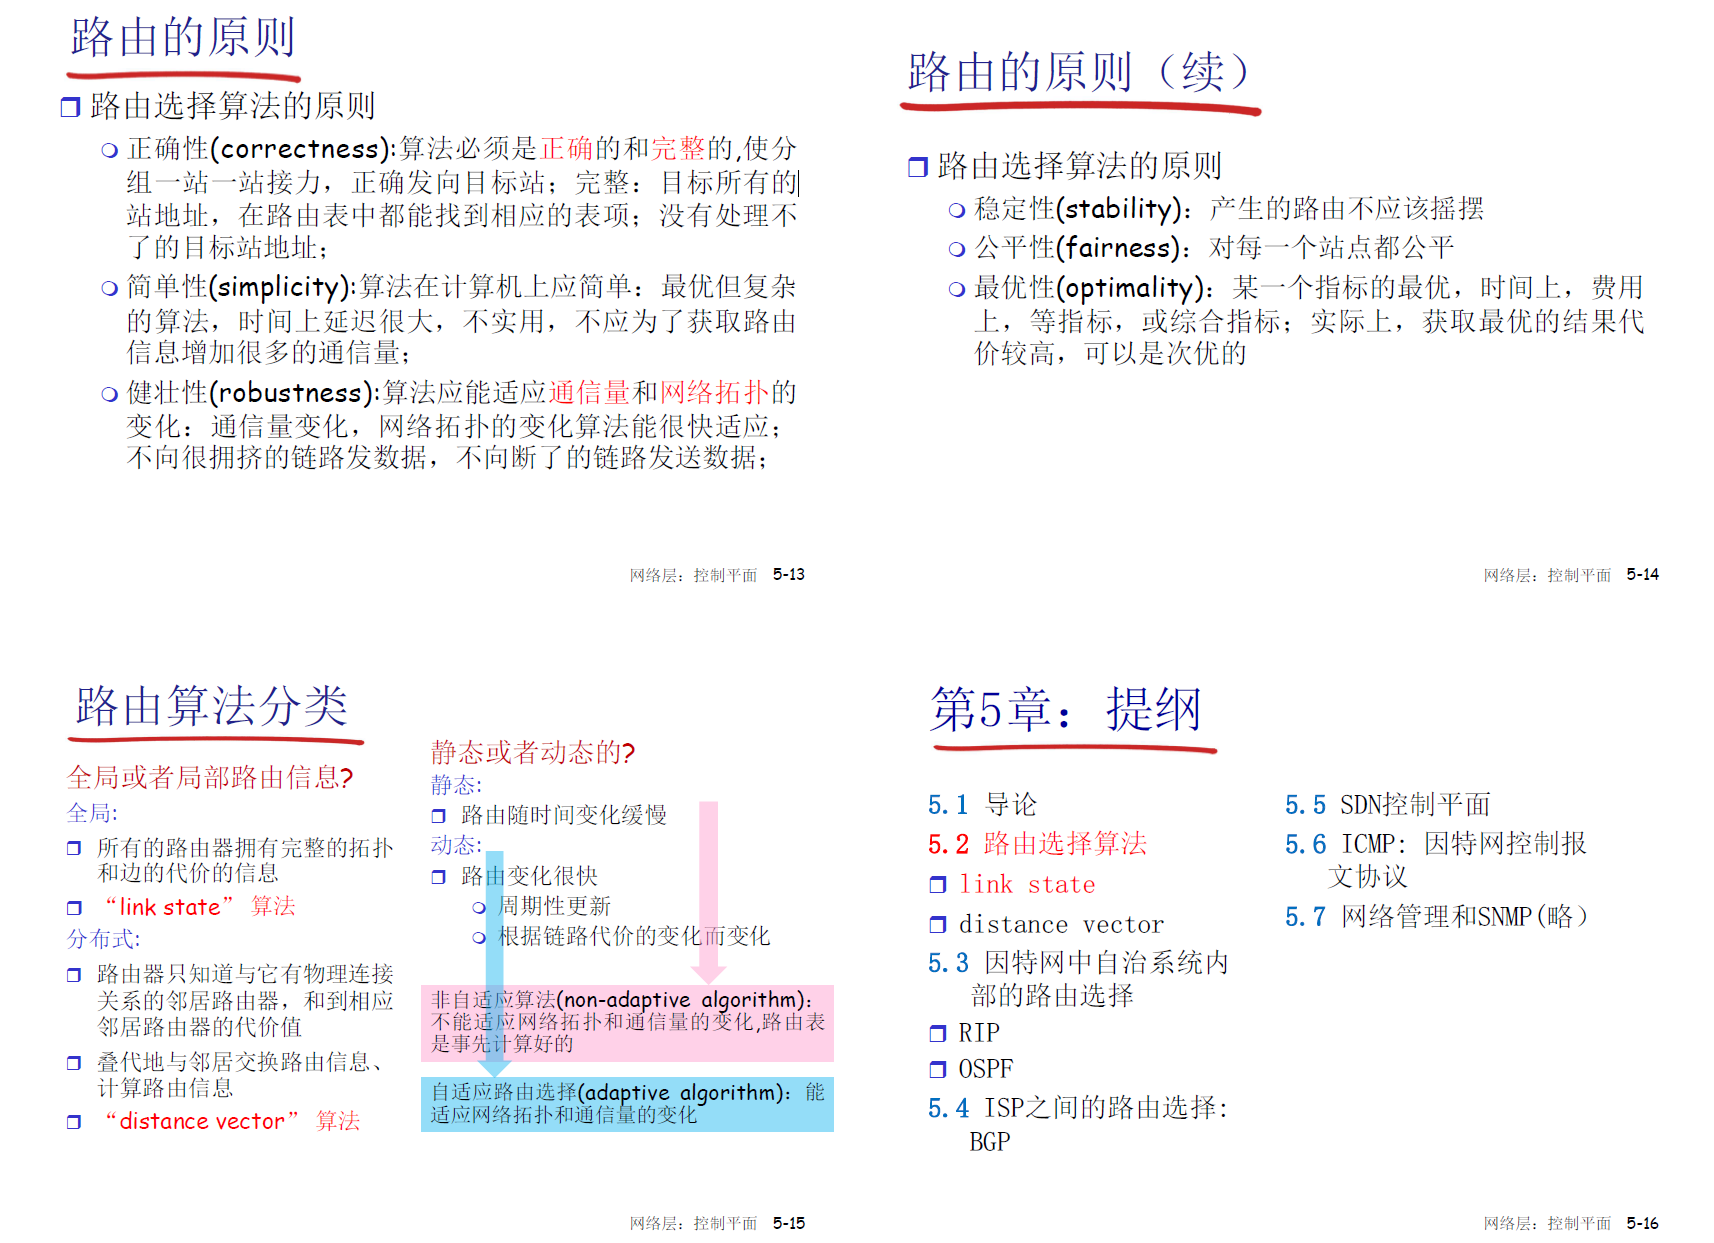 路由的原则
路由选择算法的原则
正确性(correctness):算法必须是正确的和完整的,使分
组一站一站接力，正确发向目标站；完整：目标所有的
站地址，在路由表中都能找到相应的表项；没有处理不
了的目标站地址；
简单性(simplicity):算法在计算机上应简单：最优但复杂
的算法，时间上延迟很大，不实用，不应为了获取路由
信息增加很多的通信量；
健壮性(robustness):算法应能适应通信量和网络拓扑的
变化：通信量变化，网络拓扑的变化算法能很快适应；
不向很拥挤的链路发数据，不向断了的链路发送数据；
网络层：控制平面 5-13
路由的原则（续）
路由选择算法的原则
稳定性(stability)：产生的路由不应该摇摆
公平性(fairness)：对每一个站点都公平
最优性(optimality)：某一个指标的最优，时间上，费用
上，等指标，或综合指标；实际上，获取最优的结果代
价较高，可以是次优的
网络层：控制平面 5-14
路由算法分类
全局或者局部路由信息?
全局:
所有的路由器拥有完整的拓扑
和边的代价的信息
“link state” 算法
分布式:
路由器只知道与它有物理连接
关系的邻居路由器，和到相应
邻居路由器的代价值
叠代地与邻居交换路由信息、
计算路由信息
“distance vector” 算法
静态或者动态的?
静态:
路由随时间变化缓慢
动态:
路由变化很快
周期性更新
根据链路代价的变化而变化
非自适应算法(non-adaptive algorithm)：
不能适应网络拓扑和通信量的变化,路由表
是事先计算好的
自适应路由选择(adaptive algorithm)：能
适应网络拓扑和通信量的变化
网络层：控制平面 5-15
第5章：提纲
5.1 导论
5.2 路由选择算法
link state
distance vector
5.3 因特网中自治系统内
部的路由选择
RIP
OSPF
5.4 ISP之间的路由选择:
BGP
5.5 SDN控制平面
5.6 ICMP: 因特网控制报
文协议
5.7 网络管理和SNMP(略）
网络层：控制平面 5-16